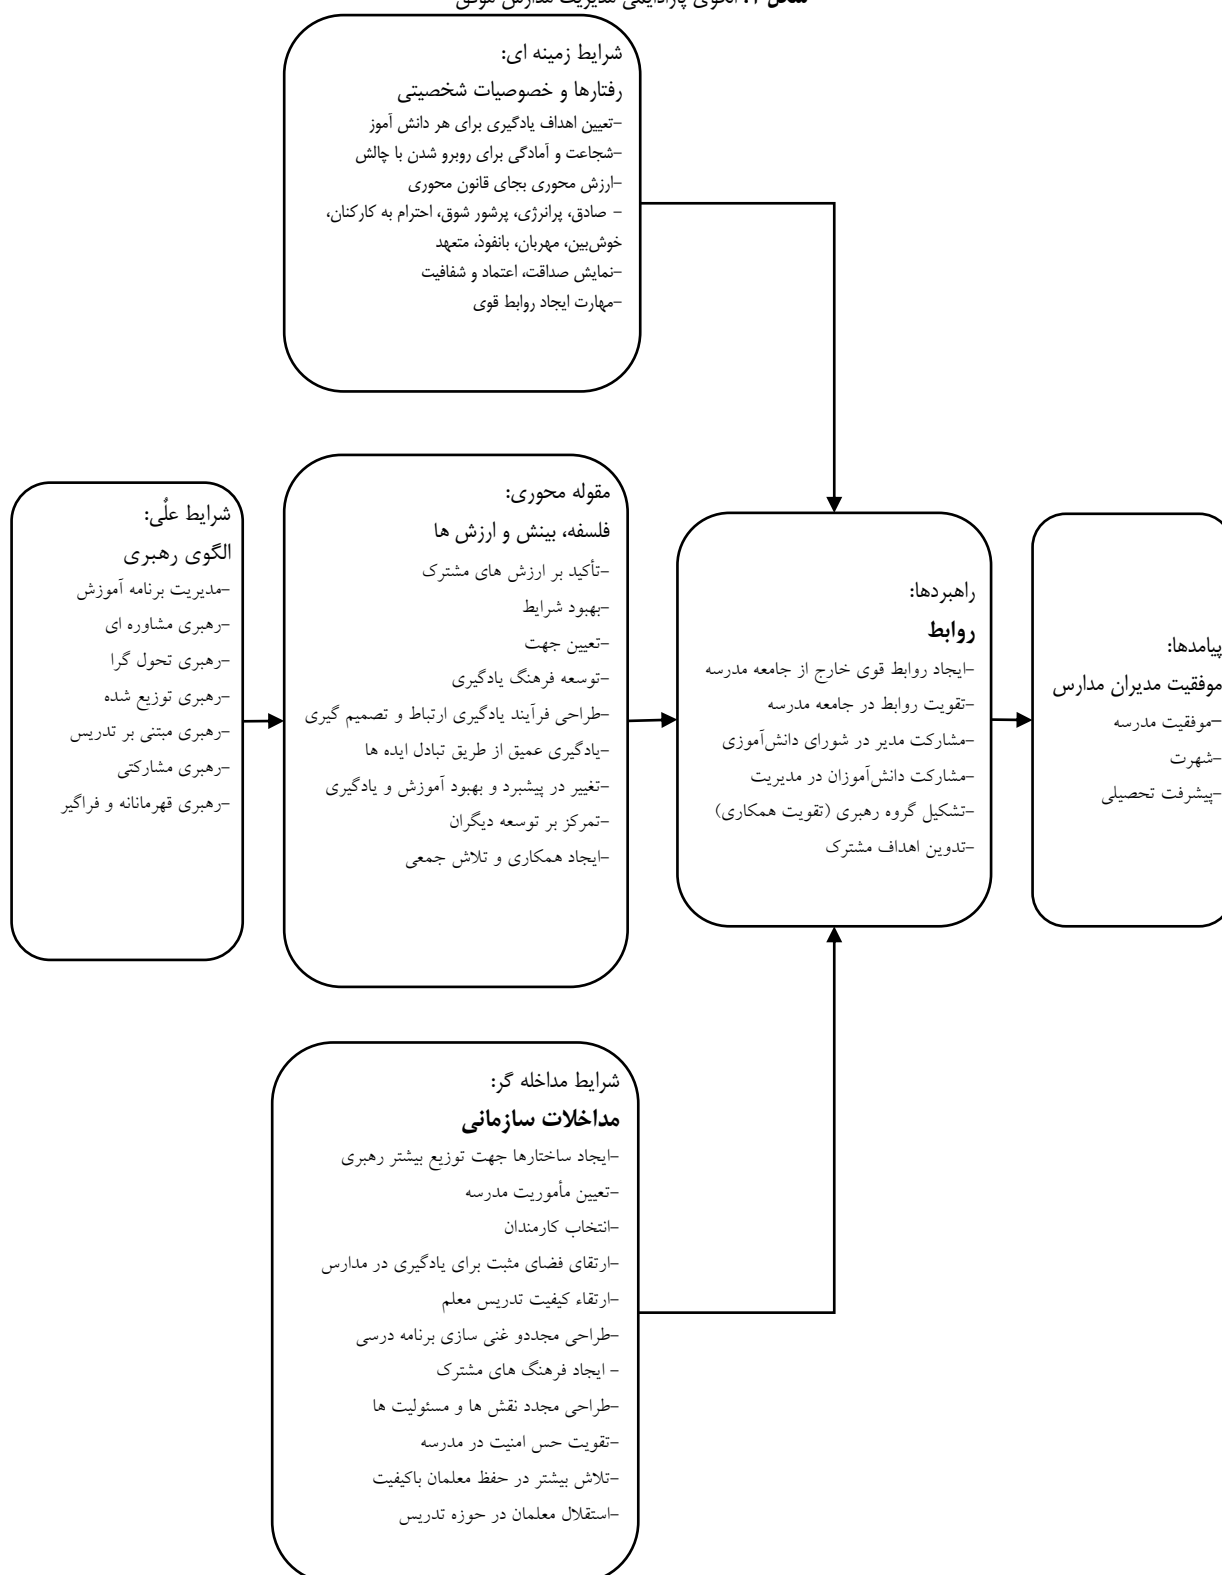 شکل ۱. الگوی پارادایمی مدیریت مدارس موفق
شرایط زمینه ای:
رفتارها و خصوصیات شخصیتی
-تعیین اهداف یادگیری برای هر دانش آموز
-شجاعت و آمادگی برای روبرو شدن با چالش
-ارزش محوری بجای قانون محوری
- صادق، پرانرژی، پرشور شوق، احترام به کارکنان،
خوش‌بین، مهربان، بانفوذ، متعهد
-نمایش صداقت، اعتماد و شفافیت
-مهارت ایجاد روابط قوی
شرایط علّی:
الگوی رهبری
-مدیریت برنامه آموزش
-رهبری مشاوره ای
-رهبری تحول گرا
-رهبری توزیع شده
-رهبری مبتنی بر تدریس
-رهبری مشارکتی
-رهبری قهرمانانه و فراگیر
مقوله محوری:
فلسفه، بینش و ارزش ها
-تأکید بر ارزش های مشترک
-بهبود شرایط
-تعیین جهت
-توسعه فرهنگ یادگیری
-طراحی فرآیند یادگیری ارتباط و تصمیم گیری
-یادگیری عمیق از طریق تبادل ایده ها
-تغییر در پیشبرد و بهبود آموزش و یادگیری
-تمرکز بر توسعه دیگران
-ایجاد همکاری و تلاش جمعی
راهبردها:
روابط
-ایجاد روابط قوی خارج از جامعه مدرسه
-تقویت روابط در جامعه مدرسه
-مشارکت مدیر در شورای دانش‌آموزی
-مشارکت دانش‌آموزان در مدیریت
-تشکیل گروه رهبری (تقویت همکاری)
-تدوین اهداف مشترک
پیامدها:
موفقیت مدیران مدارس
-موفقیت مدرسه
-شهرت
-پیشرفت تحصیلی
شرایط مداخله گر:
مداخلات سازمانی
-ایجاد ساختارها جهت توزیع بیشتر رهبری
-تعیین مأموریت مدرسه
-انتخاب کارمندان
-ارتقای فضای مثبت برای یادگیری در مدارس
-ارتقاء کیفیت تدریس معلم
-طراحی مجددو غنی سازی برنامه درسی
- ایجاد فرهنگ های مشترک
-طراحی مجدد نقش ها و مسئولیت ها
-تقویت حس امنیت در مدرسه
-تلاش بیشتر در حفظ معلمان باکیفیت
-استقلال معلمان در حوزه تدریس